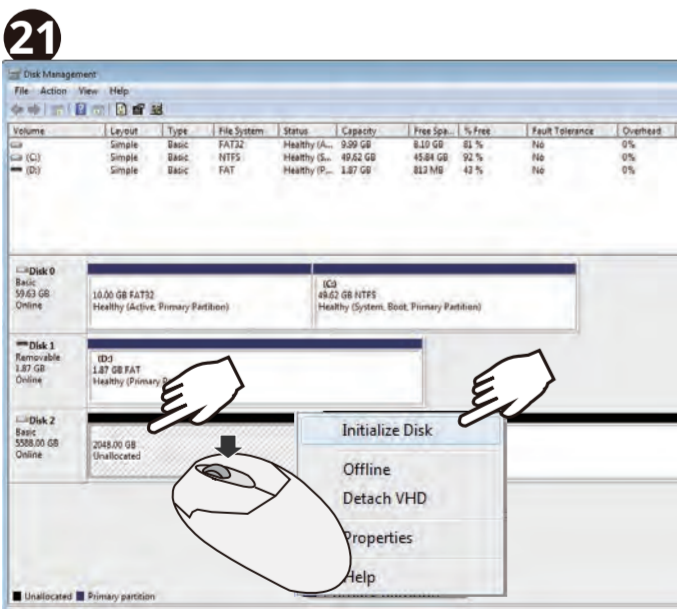 21
Disk Management
File Action View Help
Volume Layout Type File System Status Capacity Free Spa... % Free Fault Tolerance Overhead
Simple Basic FAT32 Healthy (A... 9.99 GB 8.10 GB 81 % No 0%
(C:) Simple Basic NTFS Healthy (S... 49.62 GB 45.84 GB 92 % No 0%
(D:) Simple Basic FAT Healthy (P... 1.87 GB 813 MB 43 % No 0%
Disk 0
Basic
59.63 GB
Online
10.00 GB FAT32
Healthy (Active, Primary Partition)
(C:)
49.62 GB NTFS
Healthy (System, Boot, Primary Partition)
Disk 1
Removable
1.87 GB
Online
(D:)
1.87 GB FAT
Healthy (Primary
Disk 2
Basic
5588.00 GB
Online
2048.00 GB
Unallocated
Initialize Disk
Offline
Detach VHD
Properties
Help
Unallocated Primary partition